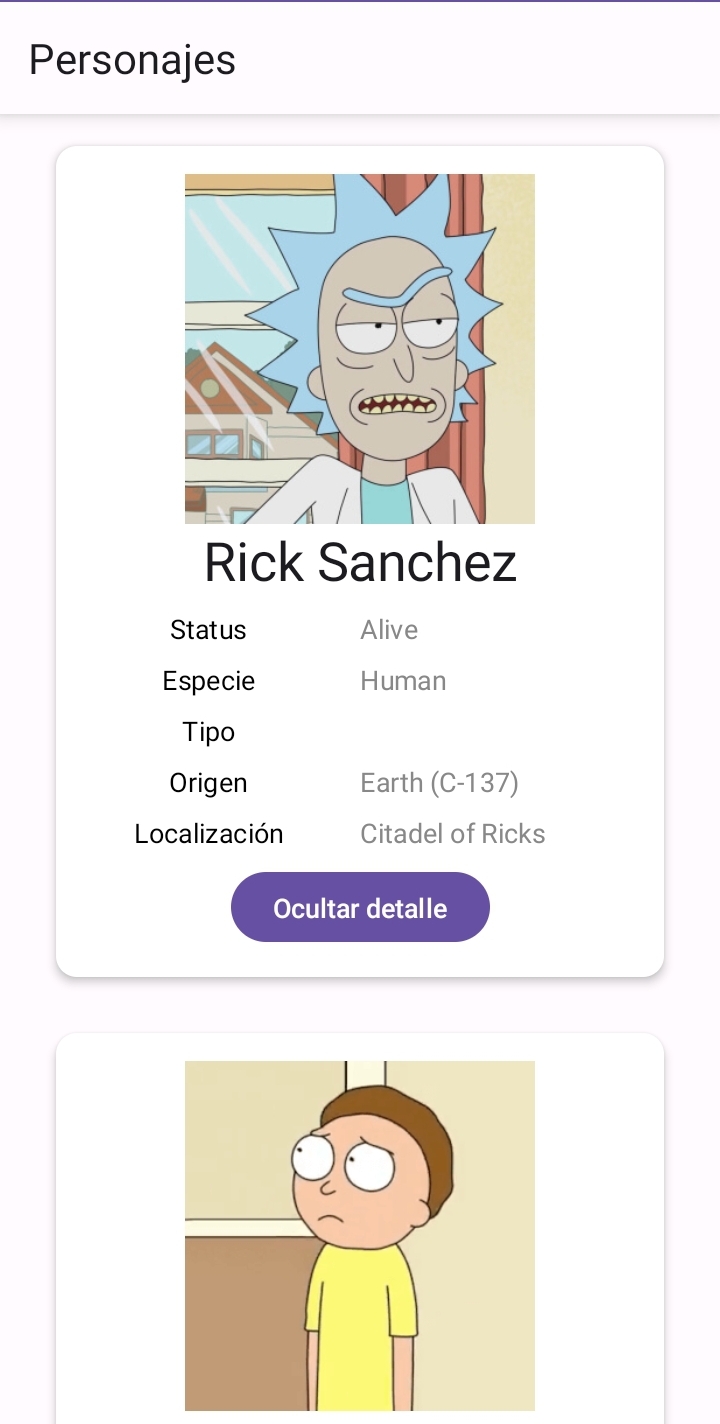 Personajes
Rick Sanchez
Status Alive
Especie Human
Tipo
Origen Earth (C-137)
Localización Citadel of Ricks
Ocultar detalle